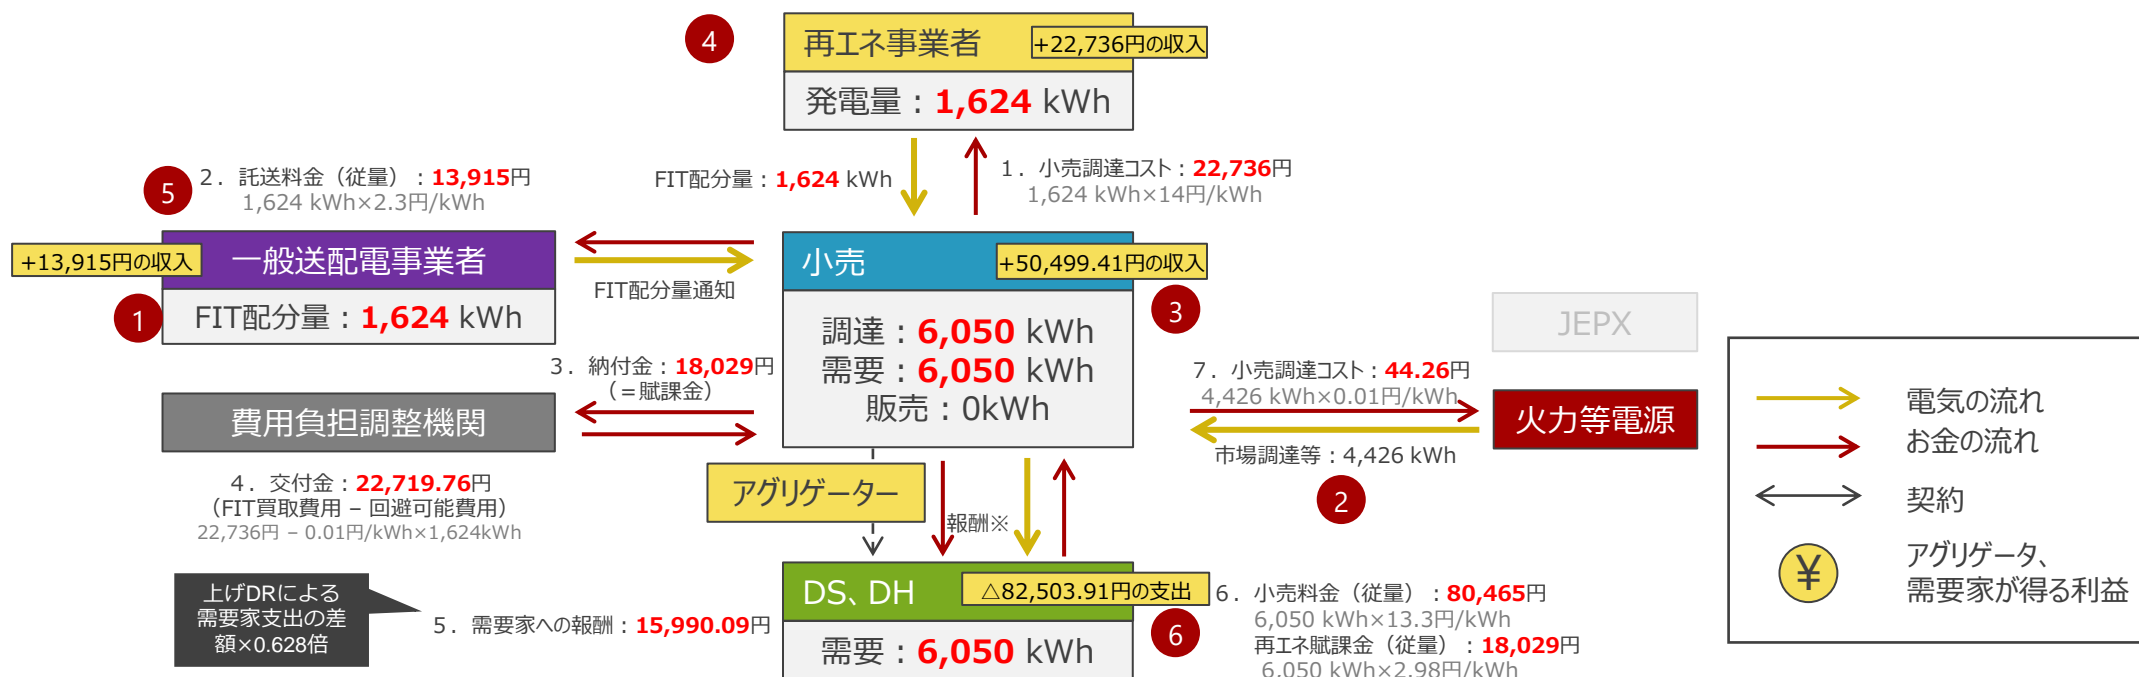 4
再エネ事業者
+22,736円の収入
発電量：1,624 kWh
5
2．託送料金（従量）：13,915円
1,624 kWh×2.3円/kWh
FIT配分量：1,624 kWh
1．小売調達コスト：22,736円
1,624 kWh×14円/kWh
+13,915円の収入
一般送配電事業者
1
FIT配分量：1,624 kWh
FIT配分量通知
小売
+50,499.41円の収入
3
調達：6,050 kWh
需要：6,050 kWh
販売：0kWh
JEPX
3．納付金：18,029円
（＝賦課金）
費用負担調整機関
7．小売調達コスト：44.26円
4,426 kWh×0.01円/kWh
火力等電源
市場調達等：4,426 kWh
2
4．交付金：22,719.76円
（FIT買取費用 – 回避可能費用）
22,736円 – 0.01円/kWh×1,624kWh
アグリゲーター
報酬※
上げDRによる
需要家支出の差
額×0.628倍
5．需要家への報酬：15,990.09円
DS、DH
△82,503.91円の支出
6
需要：6,050 kWh
6．小売料金（従量）：80,465円
6,050 kWh×13.3円/kWh
再エネ賦課金（従量）：18,029円
6,050 kWh×2.98円/kWh
電気の流れ
お金の流れ
契約
¥
アグリゲータ、
需要家が得る利益